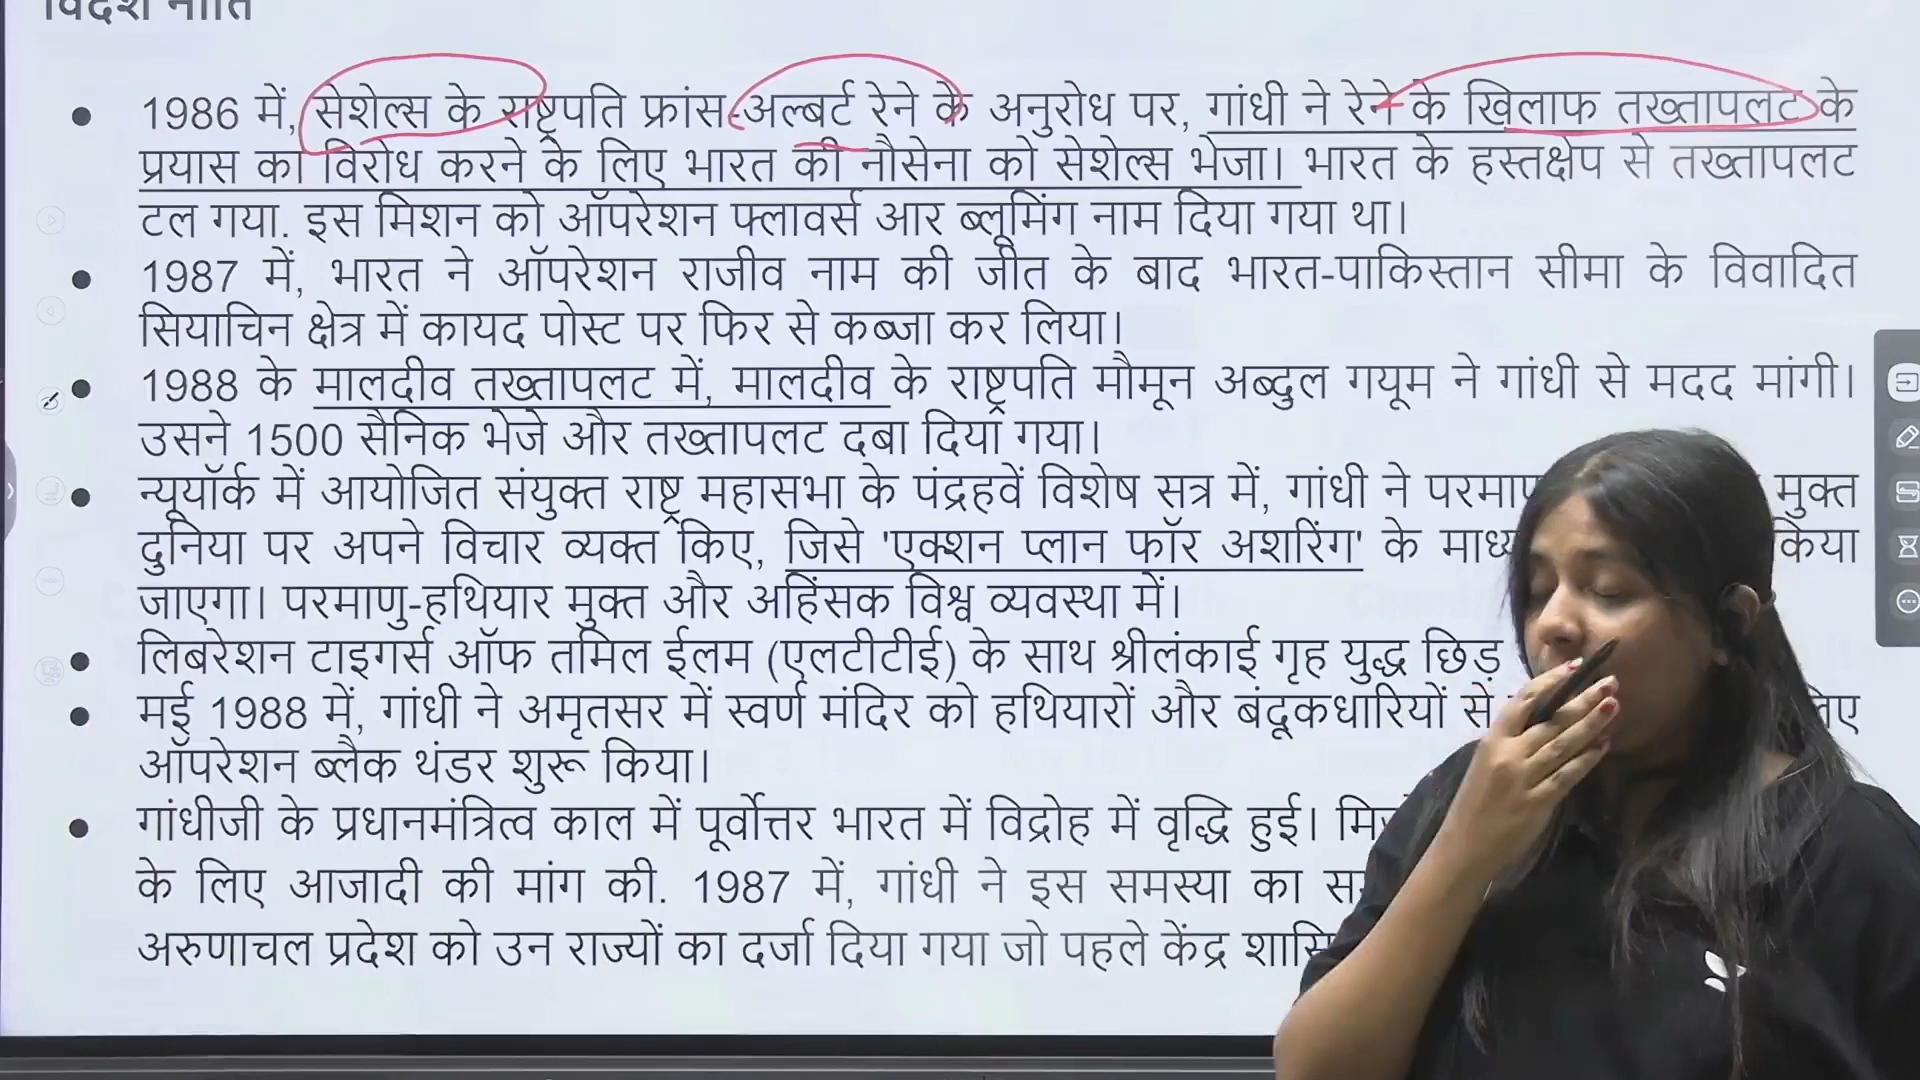 विदेश नीति
1986 में, सेशेल्स के राष्ट्रपति फ्रांस-अल्बर्ट रेने के अनुरोध पर, गांधी ने रेने के खिलाफ तख्तापलट के
प्रयास का विरोध करने के लिए भारत की नौसेना को सेशेल्स भेजा। भारत के हस्तक्षेप से तख्तापलट
टल गया. इस मिशन को ऑपरेशन फ्लावर्स आर ब्लूमिंग नाम दिया गया था।
1987 में, भारत ने ऑपरेशन राजीव नाम की जीत के बाद भारत-पाकिस्तान सीमा के विवादित
सियाचिन क्षेत्र में कायद पोस्ट पर फिर से कब्जा कर लिया।
1988 के मालदीव तख्तापलट में, मालदीव के राष्ट्रपति मौमून अब्दुल गयूम ने गांधी से मदद मांगी।
उसने 1500 सैनिक भेजे और तख्तापलट दबा दिया गया।
न्यूयॉर्क में आयोजित संयुक्त राष्ट्र महासभा के पंद्रहवें विशेष सत्र में, गांधी ने मुक्त
दुनिया पर अपने विचार व्यक्त किए, जिसे 'एक्शन प्लान फॉर अशरिंग' के किया
जाएगा। परमाणु-हथियार मुक्त और अहिंसक विश्व व्यवस्था में।
लिबरेशन टाइगर्स ऑफ तमिल ईलम (एलटीटीई) के साथ श्रीलंकाई गृह युद्ध छिड़
मई 1988 में, गांधी ने अमृतसर में स्वर्ण मंदिर को हथियारों और बंदूकधारियों से
ऑपरेशन ब्लैक थंडर शुरू किया।
गांधीजी के प्रधानमंत्रित्व काल में पूर्वोत्तर भारत में विद्रोह में वृद्धि हुई।
के लिए आजादी की मांग की. 1987 में, गांधी ने इस समस्या का
अरुणाचल प्रदेश को उन राज्यों का दर्जा दिया गया जो पहले केंद्र